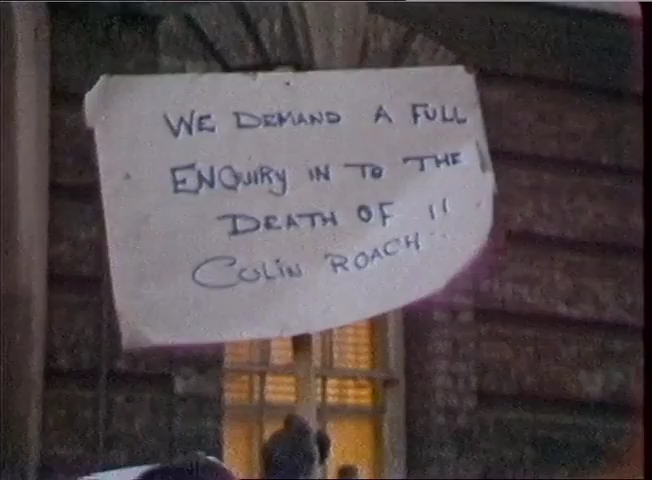 WE DEMAND A FULL
ENQUIRY IN TO THE
DEATH OF "
COLIN ROACH "